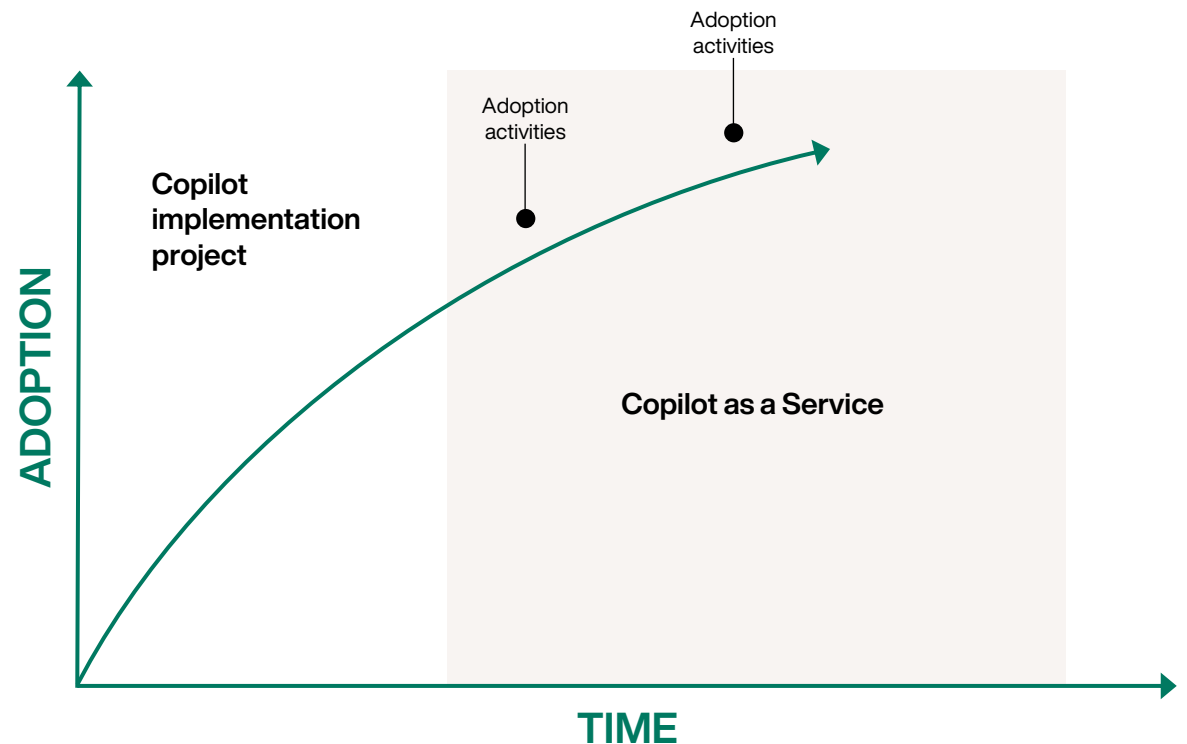 Adoption
activities
Adoption
activities
Copilot
implementation
project
ADOPTION
Copilot as a Service
TIME